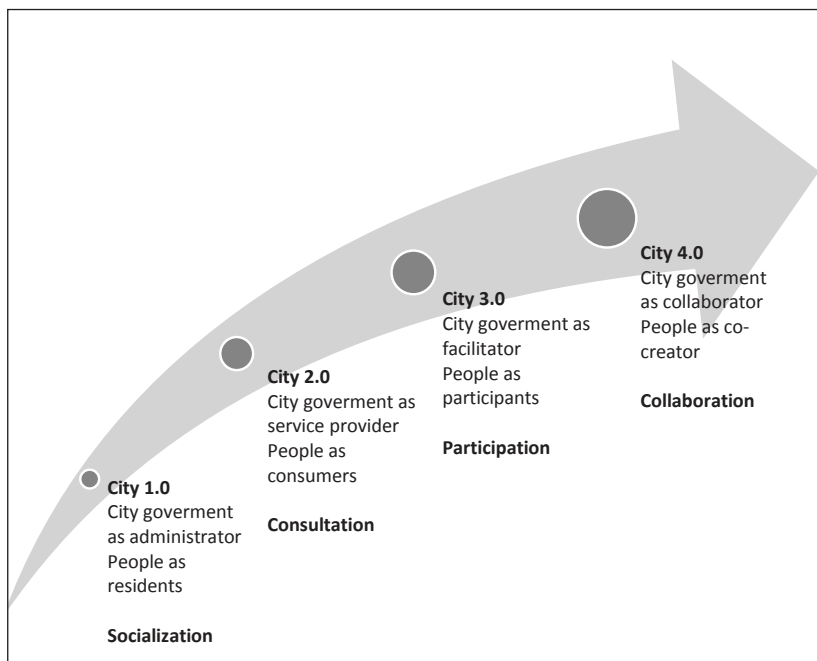 City 1.0
City goverment
as administrator
People as
residents
Socialization
City 2.0
City goverment as
service provider
People as
consumers
Consultation
City 3.0
City goverment as
facilitator
People as
participants
Participation
City 4.0
City goverment
as collaborator
People as co-
creator
Collaboration